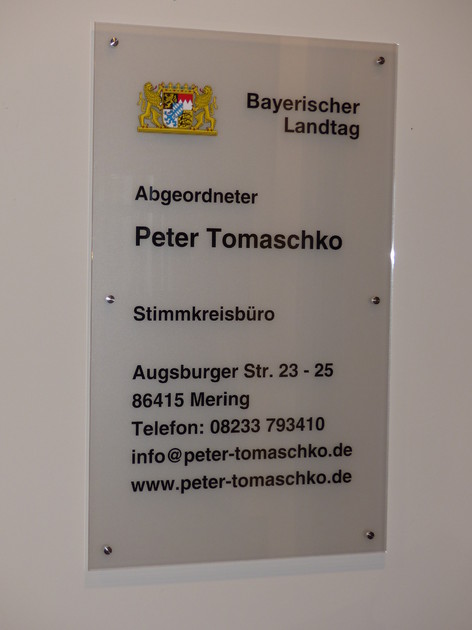 Bayerischer
Landtag
Abgeordneter
Peter Tomaschko
Stimmkreisbüro
Augsburger Str. 23 - 25
86415 Mering
Telefon: 08233 793410
info@peter-tomaschko.de
www.peter-tomaschko.de